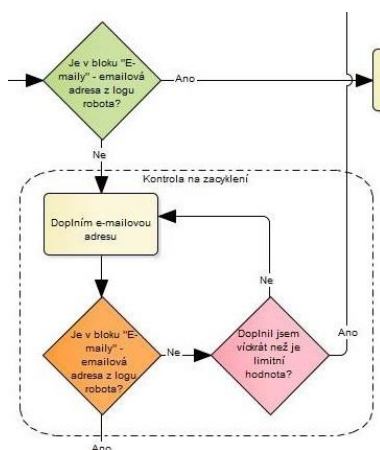 Je v bloku "E-
maily" - emailová
adresa z logu
robota?
Ano
Ne
Kontrola na zacyklení
Doplním e-mailovou
adresu
Ne
Je v bloku "E-
maily" -
emailová
adresa z logu
robota?
Ne
Doplnil jsem
víckrát než je
limitní
hodnota?
Ano
Ano